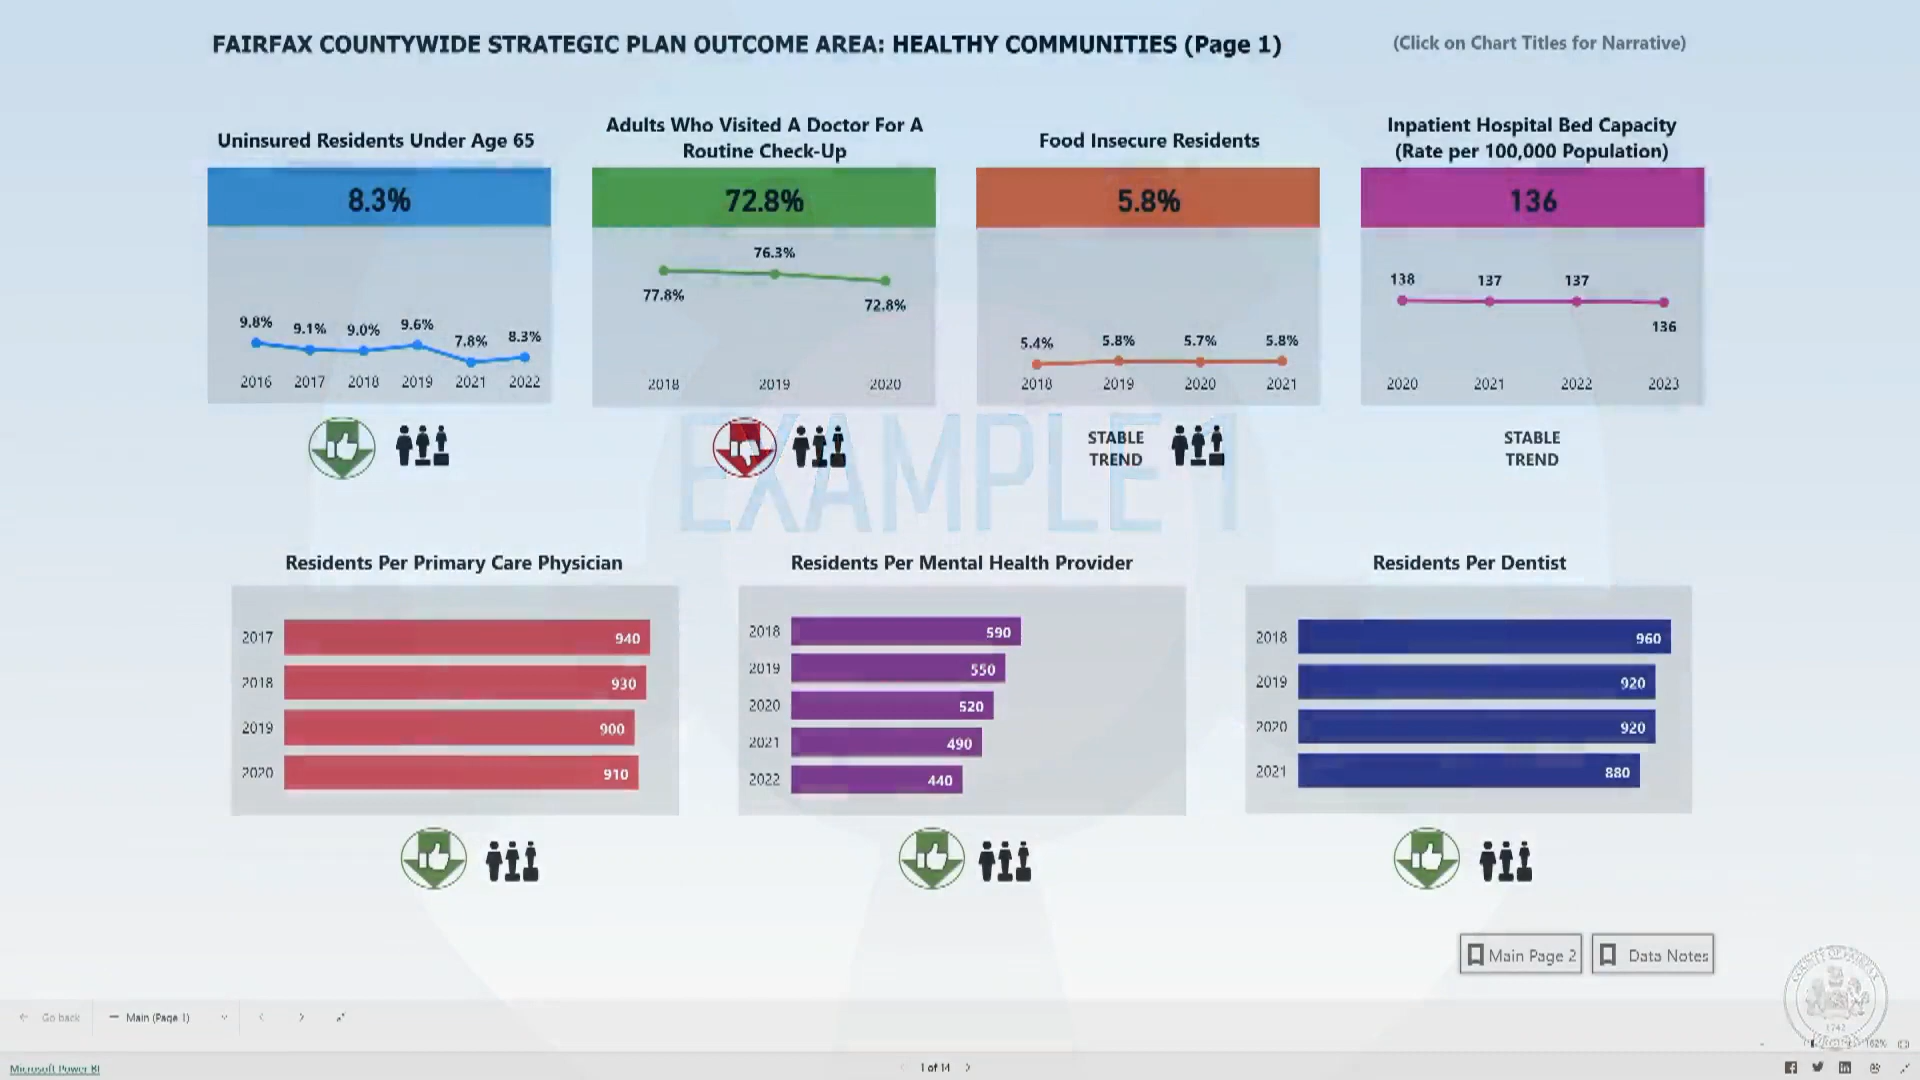 FAIRFAX COUNTYWIDE STRATEGIC PLAN OUTCOME AREA: HEALTHY COMMUNITIES (Page 1)
(Click on Chart Titles for Narrative)
Uninsured Residents Under Age 65
8.3%
9.8% 9.1% 9.0% 9.6% 7.8% 8.3%
2016 2017 2018 2019 2021 2022
Adults Who Visited A Doctor For A
Routine Check-Up
72.8%
76.3%
77.8% 72.8%
2018 2019 2020
Food Insecure Residents
5.8%
5.4% 5.8% 5.7% 5.8%
2018 2019 2020 2021
STABLE
TREND
Inpatient Hospital Bed Capacity
(Rate per 100,000 Population)
136
138 137 137
136
2020 2021 2022 2023
STABLE
TREND
EXAMPLE 1
Residents Per Primary Care Physician
2017 940
2018 930
2019 900
2020 910
Residents Per Mental Health Provider
2018 590
2019 550
2020 520
2021 490
2022 440
Residents Per Dentist
2018 960
2019 920
2020 920
2021 880
Main Page 2
Data Notes
COUNTY OF FAIRFAX
1742
Go back
Main (Page 1)
162%
Microsoft Power BI
1 of 14